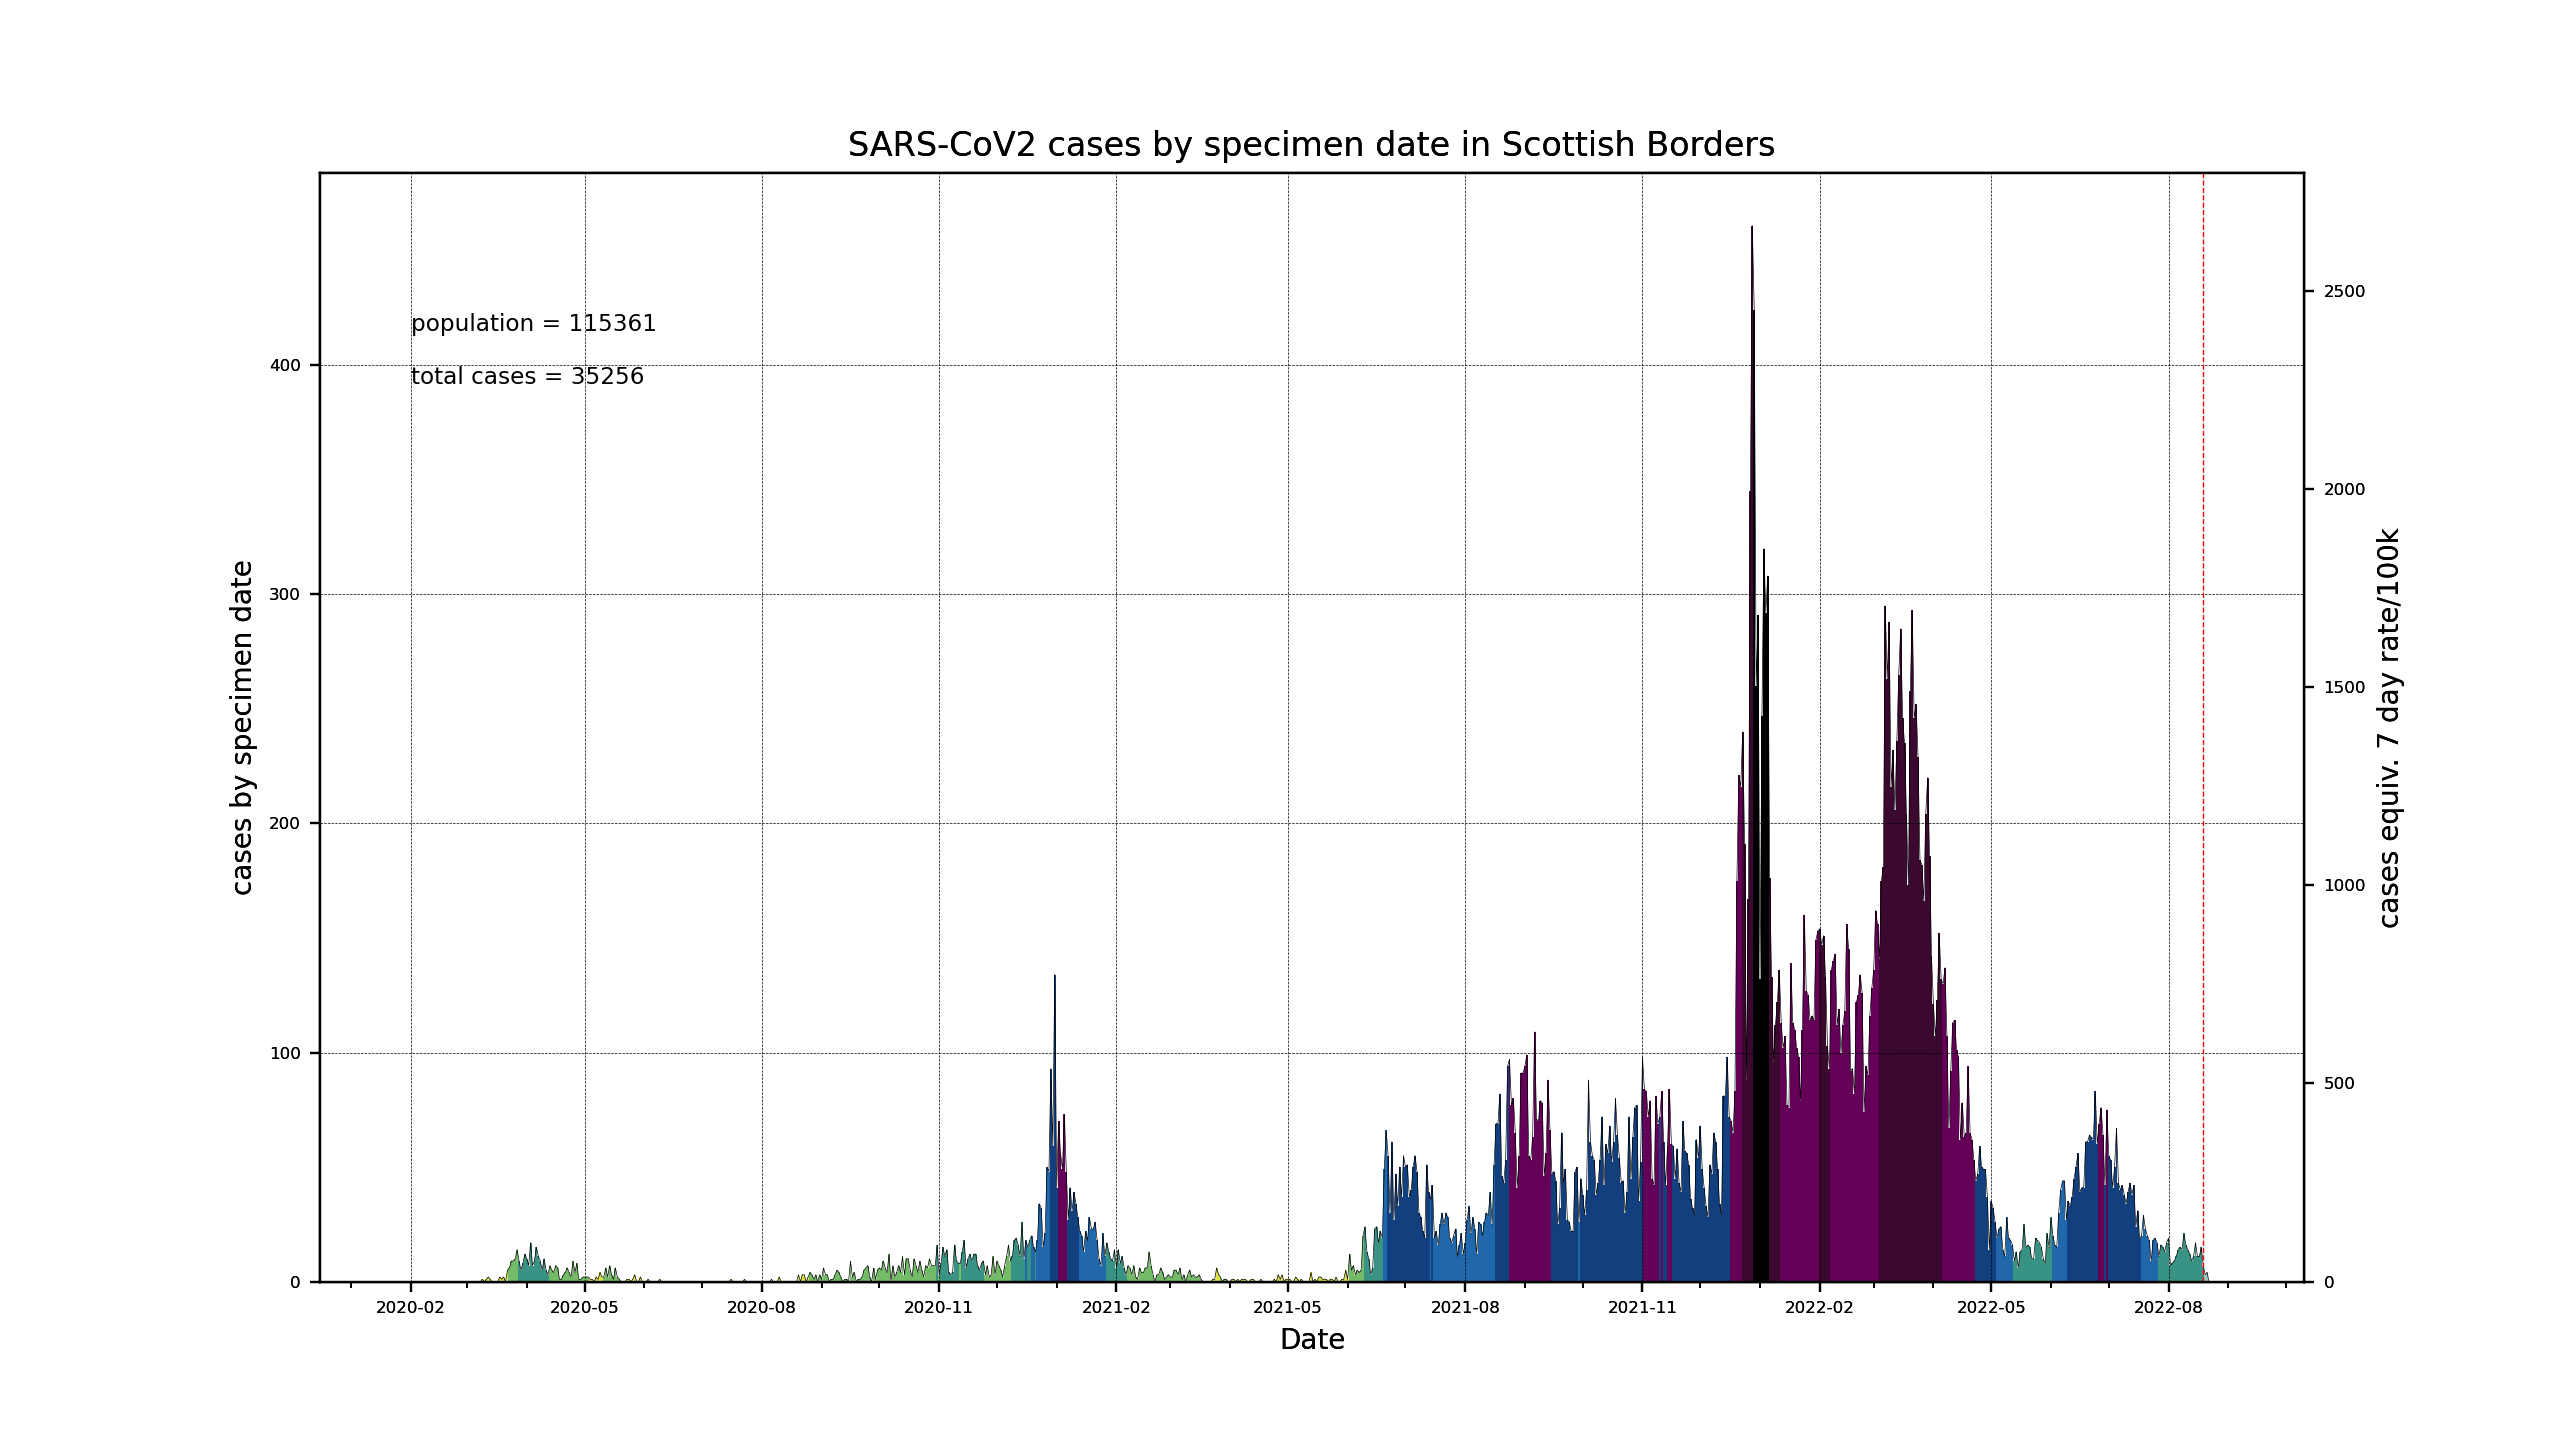 SARS-CoV2 cases by specimen date in Scottish Borders
population = 115361
total cases = 35256
cases by specimen date
400
300
200
100
0
2500
2000
1500
1000
500
0
cases equiv. 7 day rate/100k
2020-02 2020-05 2020-08 2020-11 2021-02 2021-05 2021-08 2021-11 2022-02 2022-05 2022-08
Date